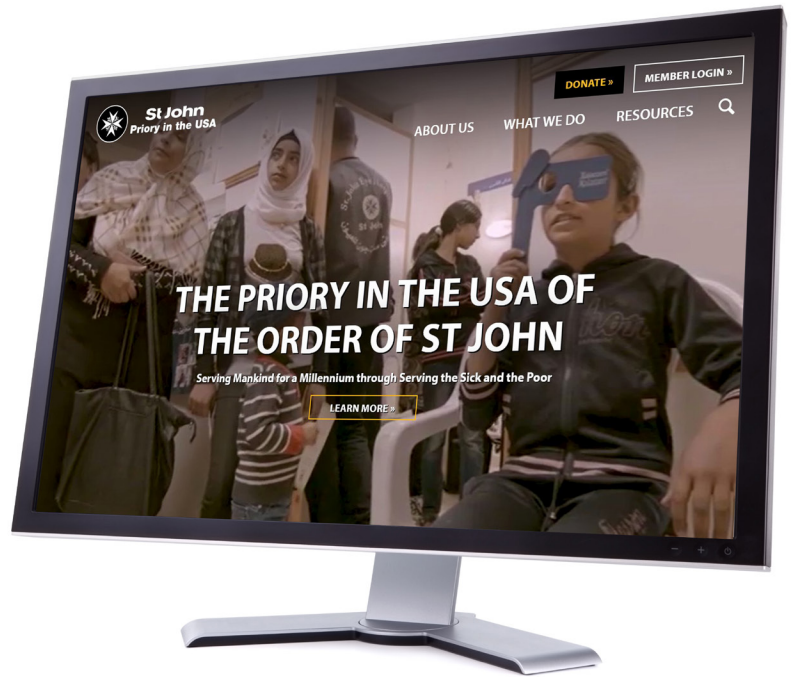 DONATE »
MEMBER LOGIN »
St John
Priory in the USA
ABOUT US
WHAT WE DO
RESOURCES
St John
THE PRIORY IN THE USA OF
THE ORDER OF ST JOHN
Serving Mankind for a Millennium through Serving the Sick and the Poor
LEARN MORE »